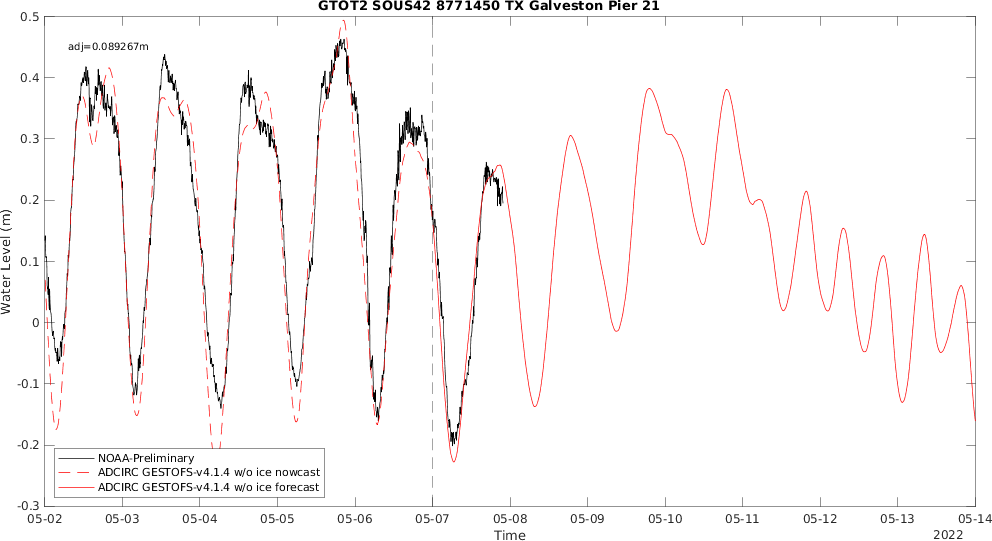 GTOT2 SOUS42 8771450 TX Galveston Pier 21
adj=0.089267m
0.5
0.4
0.3
0.2
0.1
0
-0.1
-0.2
-0.3
Water Level (m)
NOAA-Preliminary
ADCIRC GESTOFS-v4.1.4 w/o ice nowcast
ADCIRC GESTOFS-v4.1.4 w/o ice forecast
05-02 05-03 05-04 05-05 05-06 05-07 05-08 05-09 05-10 05-11 05-12 05-13 05-14
Time
2022